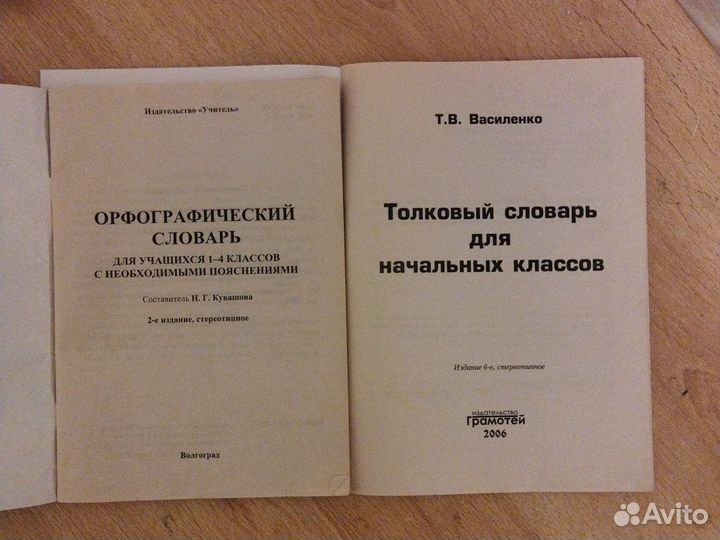 Издательство «Учитель»
ОРФОГРАФИЧЕСКИЙ
СЛОВАРЬ
ДЛЯ УЧАЩИХСЯ 1–4 КЛАССОВ
С НЕОБХОДИМЫМИ ПОЯСНЕНИЯМИ
Составитель Н. Г. Кувашова
2-е издание, стереотипное
Волгоград
Т.В. Василенко
Толковый словарь
для
начальных классов
Издание 6-е, стереотипное
издательство
Грамотей
2006
Avito